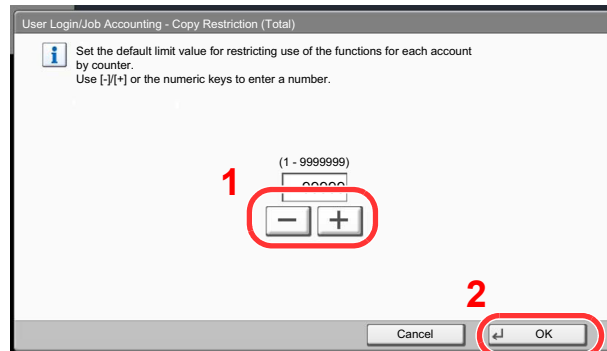 User Login/Job Accounting - Copy Restriction (Total)
Set the default limit value for restricting use of the functions for each account
by counter.
Use [-]/[+] or the numeric keys to enter a number.
(1 - 9999999)
1
2
Cancel
OK